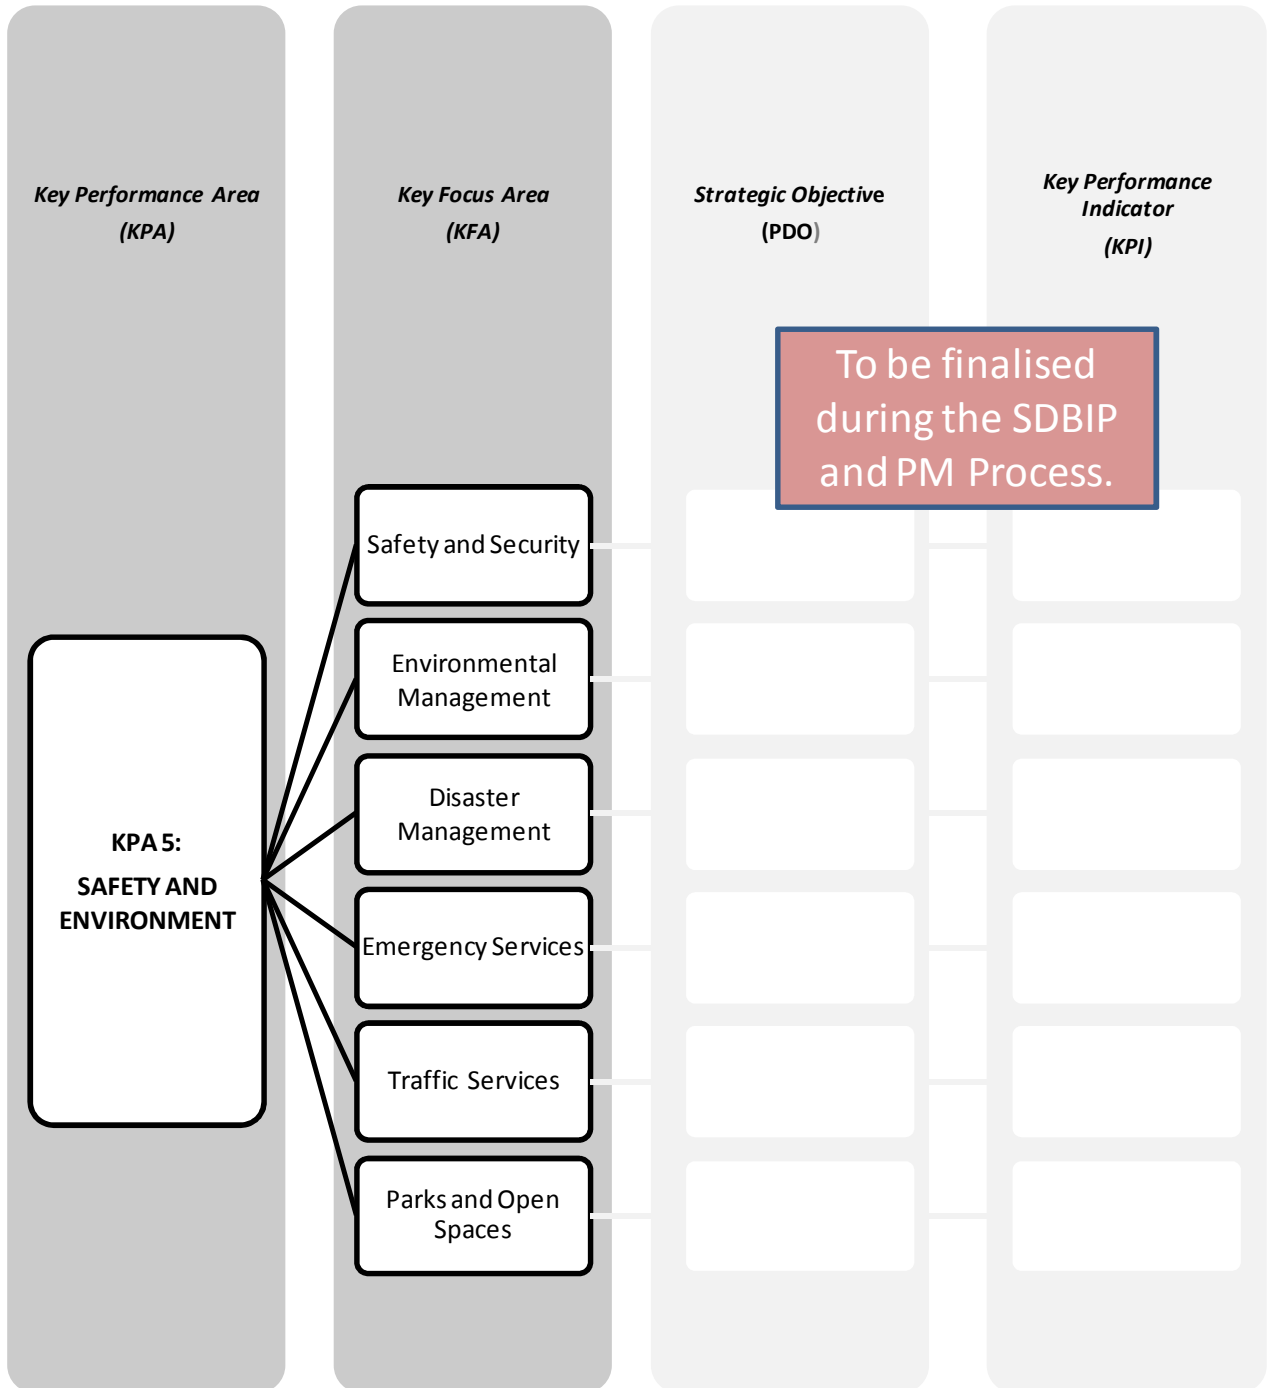 Key Performance Area
(KPA)
Key Focus Area
(KFA)
Strategic Objective
(PDO)
Key Performance
Indicator
(KPI)
To be finalised
during the SDBIP
and PM Process.
KPA 5:
SAFETY AND
ENVIRONMENT
Safety and Security
Environmental
Management
Disaster
Management
Emergency Services
Traffic Services
Parks and Open
Spaces